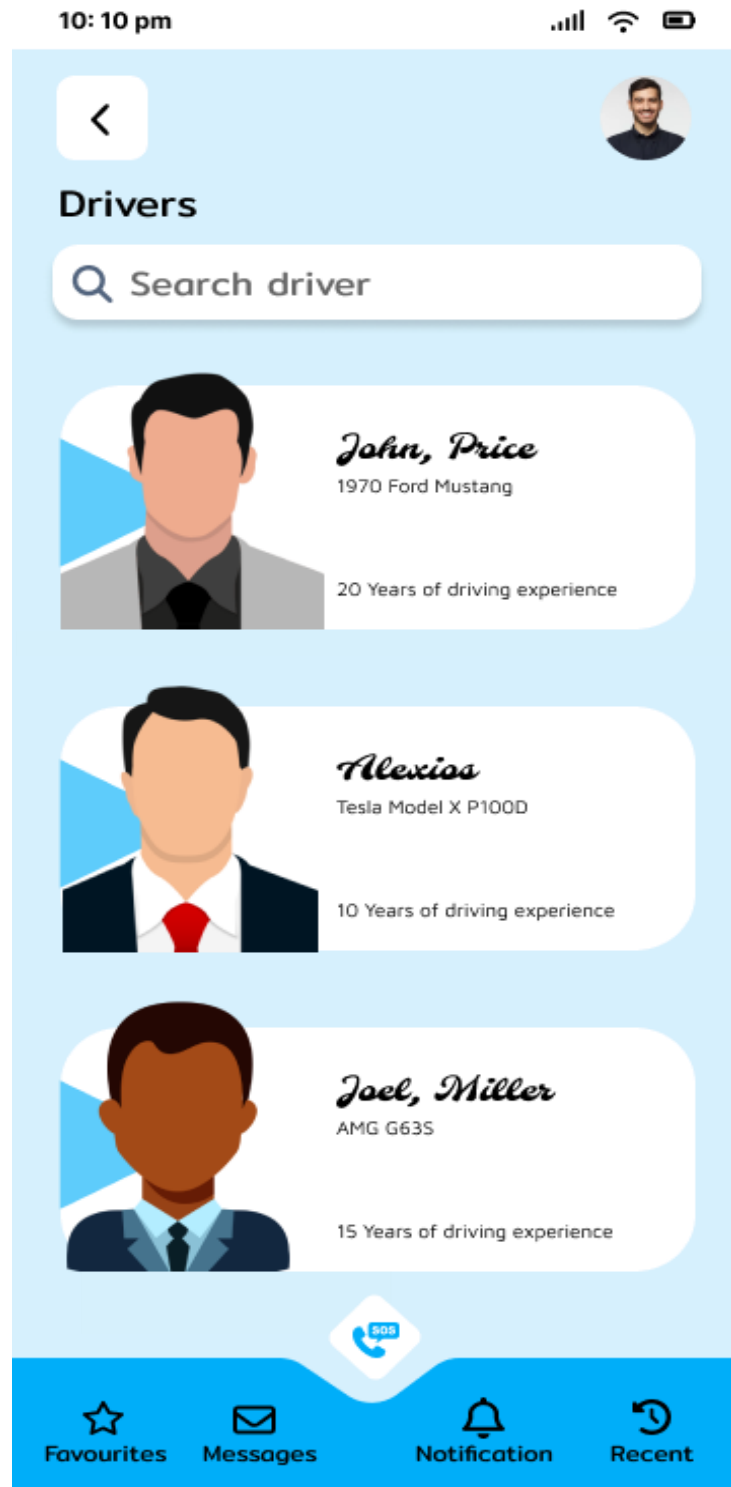 10:10 pm
Drivers
Search driver
John, Price
1970 Ford Mustang
20 Years of driving experience
Alexios
Tesla Model X P100D
10 Years of driving experience
Joel, Miller
AMG G63S
15 Years of driving experience
SOS
Favourites Messages Notification Recent